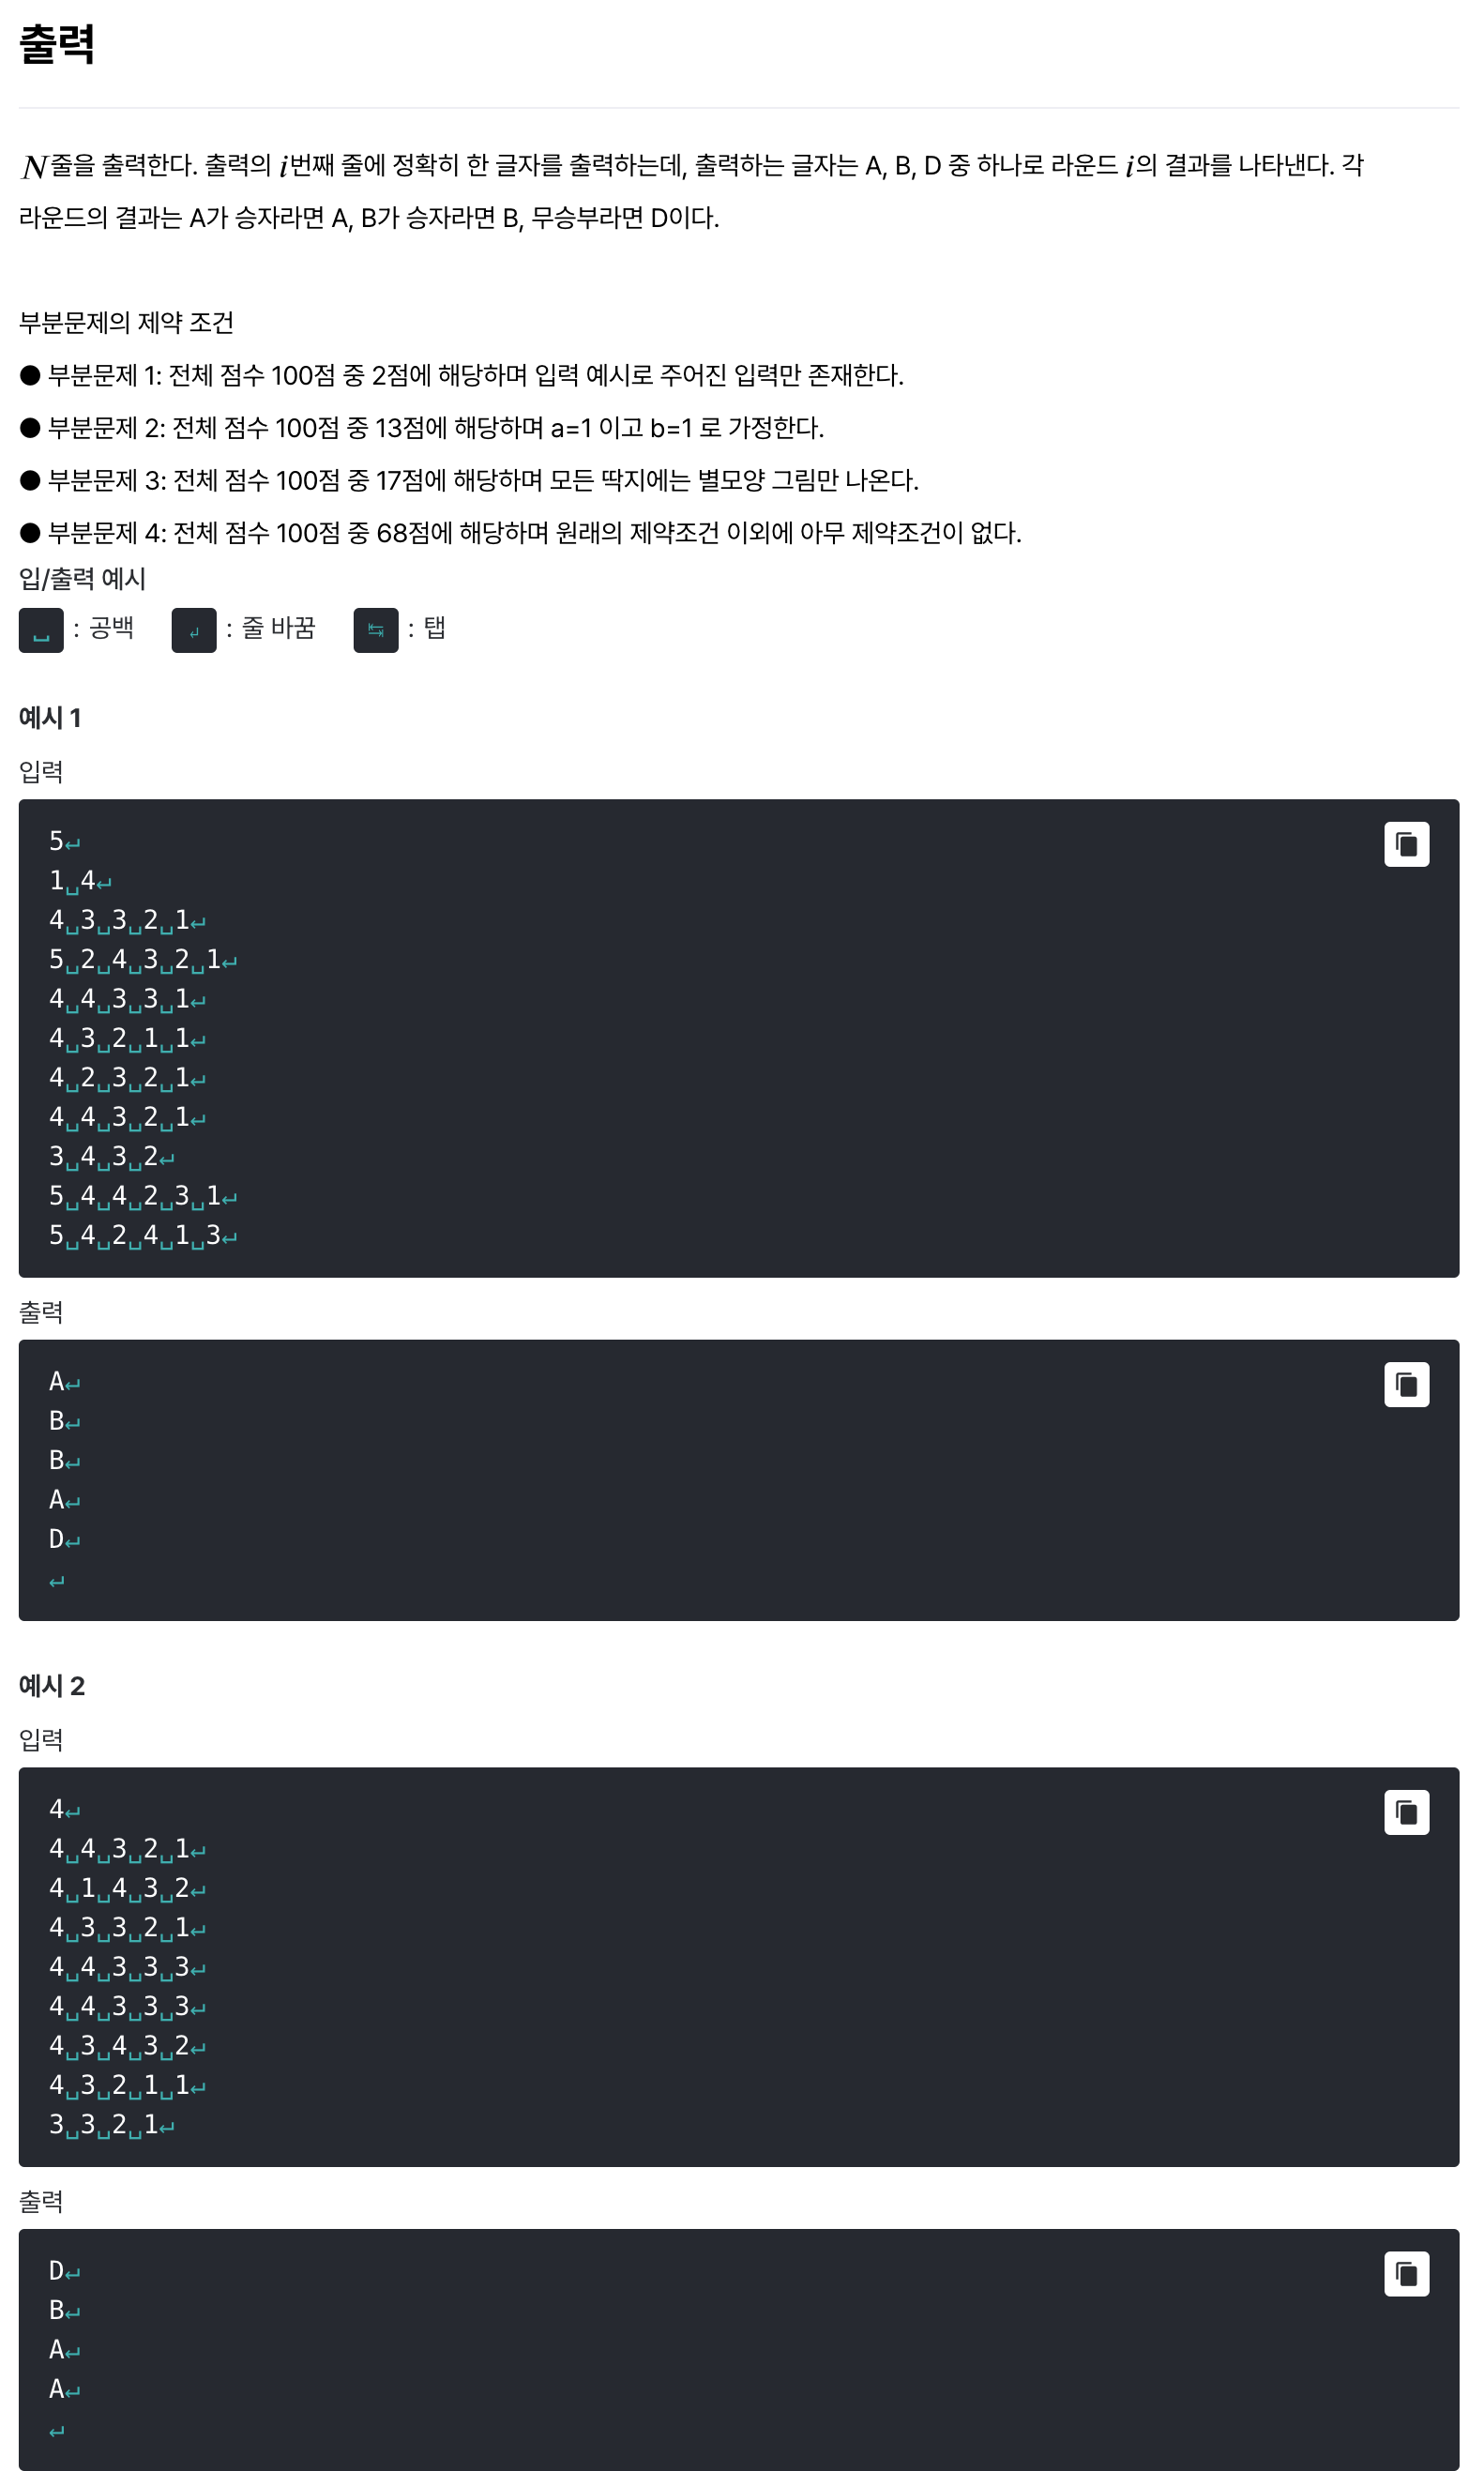 출력
N줄을 출력한다. 출력의 i번째 줄에 정확히 한 글자를 출력하는데, 출력하는 글자는 A, B, D 중 하나로 라운드 i의 결과를 나타낸다. 각
라운드의 결과는 A가 승자라면 A, B가 승자라면 B, 무승부라면 D이다.
부분문제의 제약 조건
● 부분문제 1: 전체 점수 100점 중 2점에 해당하며 입력 예시로 주어진 입력만 존재한다.
● 부분문제 2: 전체 점수 100점 중 13점에 해당하며 a=1 이고 b=1 로 가정한다.
● 부분문제 3: 전체 점수 100점 중 17점에 해당하며 모든 딱지에는 별모양 그림만 나온다.
● 부분문제 4: 전체 점수 100점 중 68점에 해당하며 원래의 제약조건 이외에 아무 제약조건이 없다.
입/출력 예시
␣ : 공백 ↵ : 줄 바꿈 ↹ : 탭
예시 1
입력
5↵
1␣4↵
4␣3␣3␣2␣1↵
5␣2␣4␣3␣2␣1↵
4␣4␣3␣3␣1↵
4␣3␣2␣1␣1↵
4␣2␣3␣2␣1↵
4␣4␣3␣2␣1↵
3␣4␣3␣2↵
5␣4␣4␣2␣3␣1↵
5␣4␣2␣4␣1␣3↵
출력
A↵
B↵
B↵
A↵
D↵
↵
예시 2
입력
4↵
4␣4␣3␣2␣1↵
4␣1␣4␣3␣2↵
4␣3␣3␣2␣1↵
4␣4␣3␣3␣3↵
4␣4␣3␣3␣3↵
4␣3␣4␣3␣2↵
4␣3␣2␣1␣1↵
3␣3␣2␣1↵
출력
D↵
B↵
A↵
A↵
↵